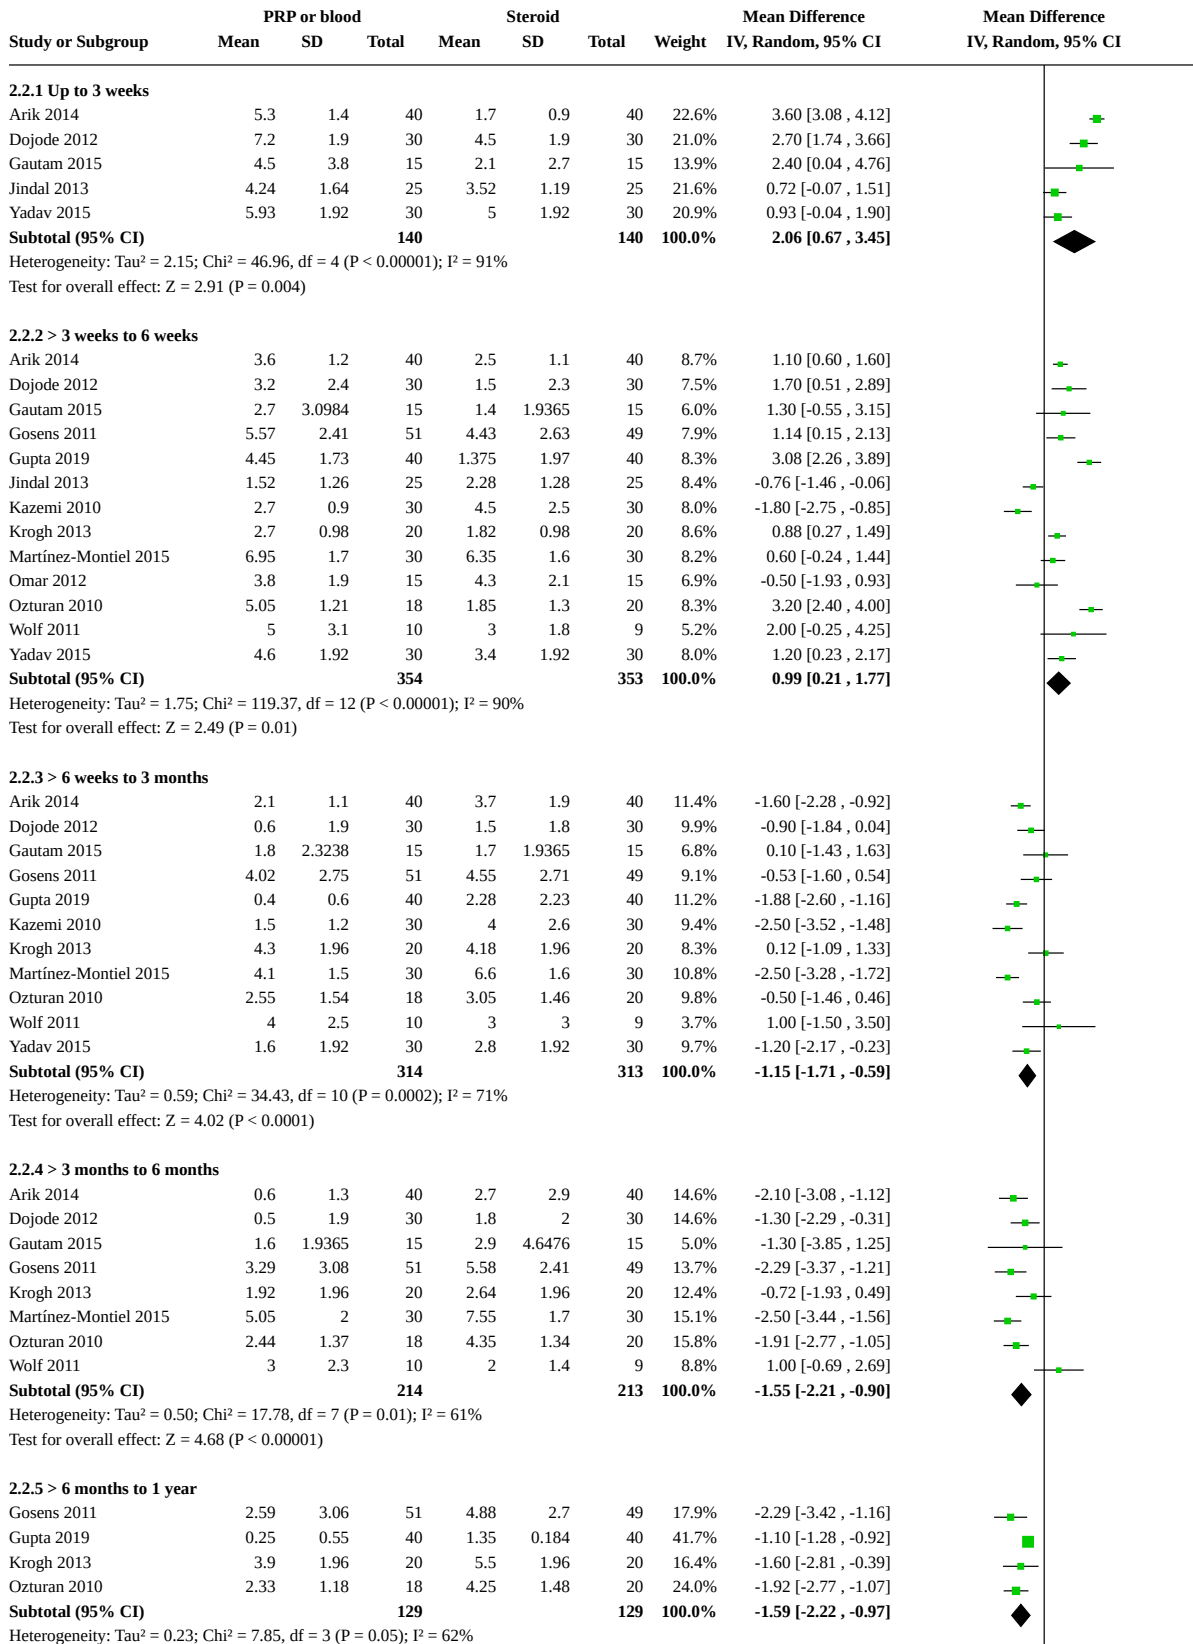 PRP or blood Steroid Mean Difference Mean Difference
Study or Subgroup Mean SD Total Mean SD Total Weight IV, Random, 95% CI IV, Random, 95% CI
2.2.1 Up to 3 weeks
Arik 2014 5.3 1.4 40 1.7 0.9 40 22.6% 3.60 [3.08 , 4.12]
Dojode 2012 7.2 1.9 30 4.5 1.9 30 21.0% 2.70 [1.74 , 3.66]
Gautam 2015 4.5 3.8 15 2.1 2.7 15 13.9% 2.40 [0.04 , 4.76]
Jindal 2013 4.24 1.64 25 3.52 1.19 25 21.6% 0.72 [-0.07 , 1.51]
Yadav 2015 5.93 1.92 30 5 1.92 30 20.9% 0.93 [-0.04 , 1.90]
Subtotal (95% CI) 140 140 100.0% 2.06 [0.67 , 3.45]
Heterogeneity: Tau² = 2.15; Chi² = 46.96, df = 4 (P < 0.00001); I² = 91%
Test for overall effect: Z = 2.91 (P = 0.004)
2.2.2 > 3 weeks to 6 weeks
Arik 2014 3.6 1.2 40 2.5 1.1 40 8.7% 1.10 [0.60 , 1.60]
Dojode 2012 3.2 2.4 30 1.5 2.3 30 7.5% 1.70 [0.51 , 2.89]
Gautam 2015 2.7 3.0984 15 1.4 1.9365 15 6.0% 1.30 [-0.55 , 3.15]
Gosens 2011 5.57 2.41 51 4.43 2.63 49 7.9% 1.14 [0.15 , 2.13]
Gupta 2019 4.45 1.73 40 1.375 1.97 40 8.3% 3.08 [2.26 , 3.89]
Jindal 2013 1.52 1.26 25 2.28 1.28 25 8.4% -0.76 [-1.46 , -0.06]
Kazemi 2010 2.7 0.9 30 4.5 2.5 30 8.0% -1.80 [-2.75 , -0.85]
Krogh 2013 2.7 0.98 20 1.82 0.98 20 8.6% 0.88 [0.27 , 1.49]
Martínez-Montiel 2015 6.95 1.7 30 6.35 1.6 30 8.2% 0.60 [-0.24 , 1.44]
Omar 2012 3.8 1.9 15 4.3 2.1 15 6.9% -0.50 [-1.93 , 0.93]
Ozturan 2010 5.05 1.21 18 1.85 1.3 20 8.3% 3.20 [2.40 , 4.00]
Wolf 2011 5 3.1 10 3 1.8 9 5.2% 2.00 [-0.25 , 4.25]
Yadav 2015 4.6 1.92 30 3.4 1.92 30 8.0% 1.20 [0.23 , 2.17]
Subtotal (95% CI) 354 353 100.0% 0.99 [0.21 , 1.77]
Heterogeneity: Tau² = 1.75; Chi² = 119.37, df = 12 (P < 0.00001); I² = 90%
Test for overall effect: Z = 2.49 (P = 0.01)
2.2.3 > 6 weeks to 3 months
Arik 2014 2.1 1.1 40 3.7 1.9 40 11.4% -1.60 [-2.28 , -0.92]
Dojode 2012 0.6 1.9 30 1.5 1.8 30 9.9% -0.90 [-1.84 , 0.04]
Gautam 2015 1.8 2.3238 15 1.7 1.9365 15 6.8% 0.10 [-1.43 , 1.63]
Gosens 2011 4.02 2.75 51 4.55 2.71 49 9.1% -0.53 [-1.60 , 0.54]
Gupta 2019 0.4 0.6 40 2.28 2.23 40 11.2% -1.88 [-2.60 , -1.16]
Kazemi 2010 1.5 1.2 30 4 2.6 30 9.4% -2.50 [-3.52 , -1.48]
Krogh 2013 4.3 1.96 20 4.18 1.96 20 8.3% 0.12 [-1.09 , 1.33]
Martínez-Montiel 2015 4.1 1.5 30 6.6 1.6 30 10.8% -2.50 [-3.28 , -1.72]
Ozturan 2010 2.55 1.54 18 3.05 1.46 20 9.8% -0.50 [-1.46 , 0.46]
Wolf 2011 4 2.5 10 3 3 9 3.7% 1.00 [-1.50 , 3.50]
Yadav 2015 1.6 1.92 30 2.8 1.92 30 9.7% -1.20 [-2.17 , -0.23]
Subtotal (95% CI) 314 313 100.0% -1.15 [-1.71 , -0.59]
Heterogeneity: Tau² = 0.59; Chi² = 34.43, df = 10 (P = 0.0002); I² = 71%
Test for overall effect: Z = 4.02 (P < 0.0001)
2.2.4 > 3 months to 6 months
Arik 2014 0.6 1.3 40 2.7 2.9 40 14.6% -2.10 [-3.08 , -1.12]
Dojode 2012 0.5 1.9 30 1.8 2 30 14.6% -1.30 [-2.29 , -0.31]
Gautam 2015 1.6 1.9365 15 2.9 4.6476 15 5.0% -1.30 [-3.85 , 1.25]
Gosens 2011 3.29 3.08 51 5.58 2.41 49 13.7% -2.29 [-3.37 , -1.21]
Krogh 2013 1.92 1.96 20 2.64 1.96 20 12.4% -0.72 [-1.93 , 0.49]
Martínez-Montiel 2015 5.05 2 30 7.55 1.7 30 15.1% -2.50 [-3.44 , -1.56]
Ozturan 2010 2.44 1.37 18 4.35 1.34 20 15.8% -1.91 [-2.77 , -1.05]
Wolf 2011 3 2.3 10 2 1.4 9 8.8% 1.00 [-0.69 , 2.69]
Subtotal (95% CI) 214 213 100.0% -1.55 [-2.21 , -0.90]
Heterogeneity: Tau² = 0.50; Chi² = 17.78, df = 7 (P = 0.01); I² = 61%
Test for overall effect: Z = 4.68 (P < 0.00001)
2.2.5 > 6 months to 1 year
Gosens 2011 2.59 3.06 51 4.88 2.7 49 17.9% -2.29 [-3.42 , -1.16]
Gupta 2019 0.25 0.55 40 1.35 0.184 40 41.7% -1.10 [-1.28 , -0.92]
Krogh 2013 3.9 1.96 20 5.5 1.96 20 16.4% -1.60 [-2.81 , -0.39]
Ozturan 2010 2.33 1.18 18 4.25 1.48 20 24.0% -1.92 [-2.77 , -1.07]
Subtotal (95% CI) 129 129 100.0% -1.59 [-2.22 , -0.97]
Heterogeneity: Tau² = 0.23; Chi² = 7.85, df = 3 (P = 0.05); I² = 62%